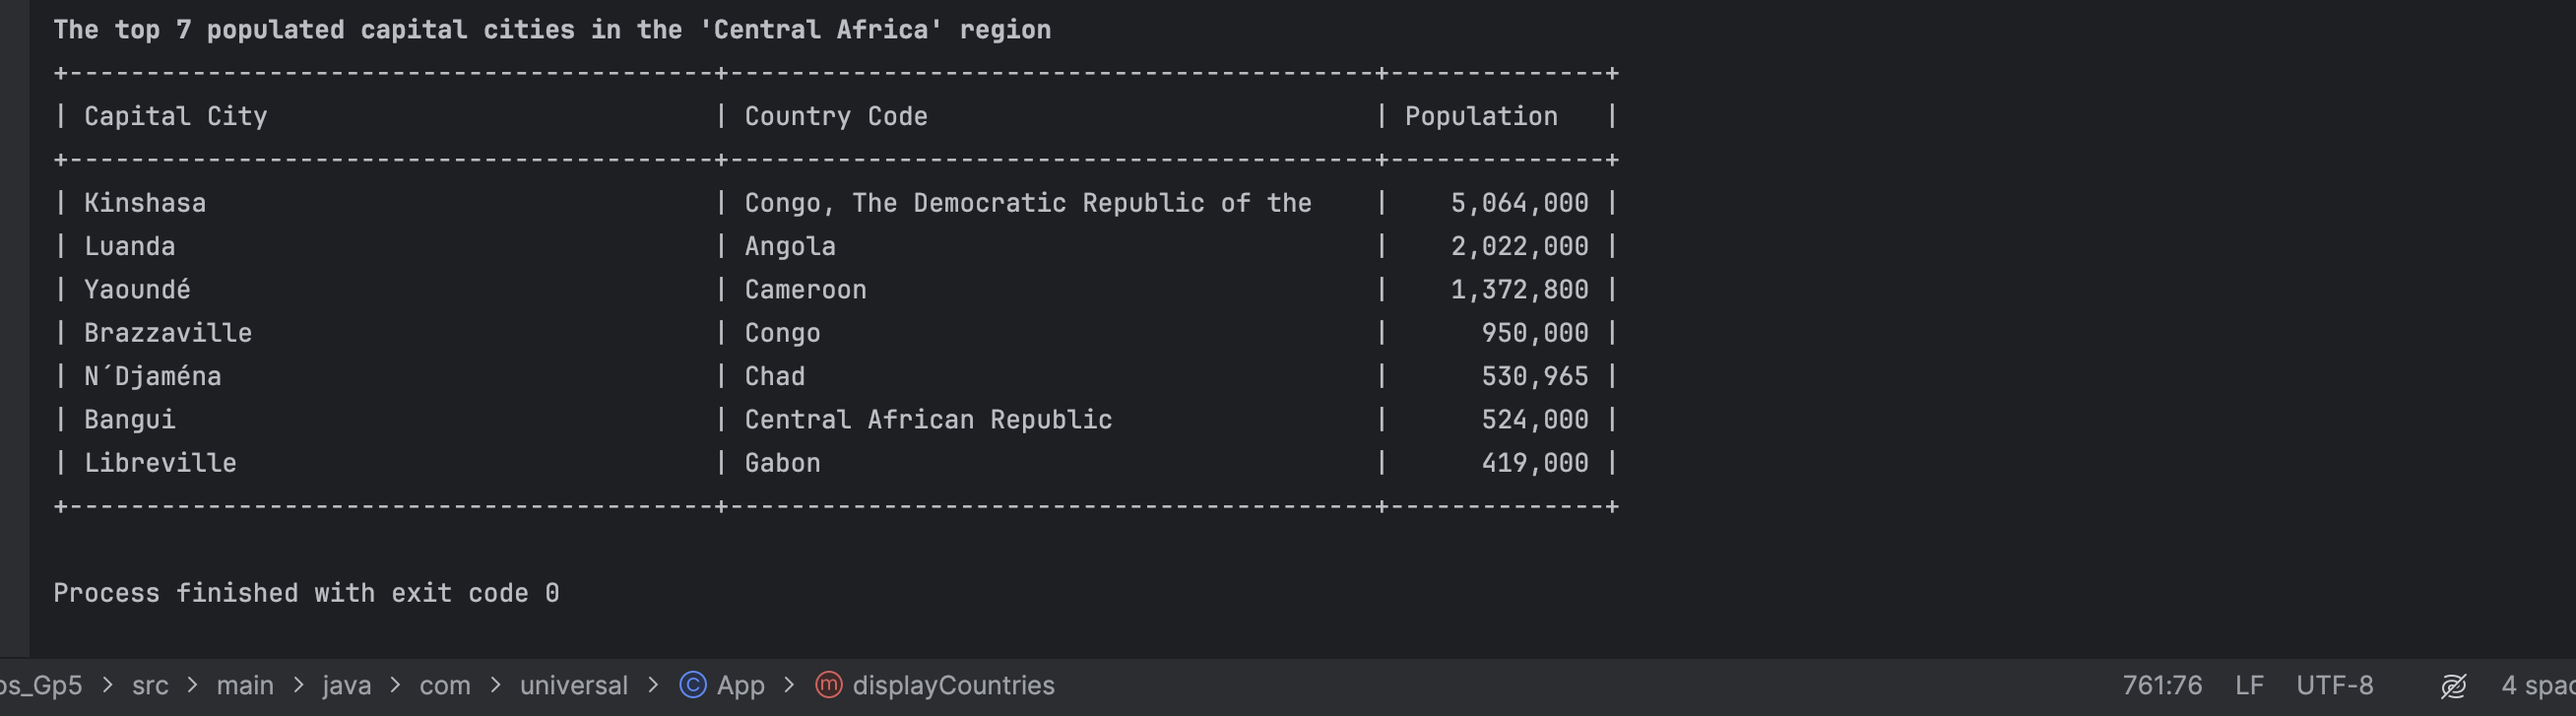 The top 7 populated capital cities in the 'Central Africa' region
+------------------------------------------+------------------------------------------+--------------+
| Capital City | Country Code | Population |
+------------------------------------------+------------------------------------------+--------------+
| Kinshasa | Congo, The Democratic Republic of the | 5,064,000 |
| Luanda | Angola | 2,022,000 |
| Yaoundé | Cameroon | 1,372,800 |
| Brazzaville | Congo | 950,000 |
| N´Djaména | Chad | 530,965 |
| Bangui | Central African Republic | 524,000 |
| Libreville | Gabon | 419,000 |
+------------------------------------------+------------------------------------------+--------------+
Process finished with exit code 0
ps_Gp5 > src > main > java > com > universal > C App > m displayCountries 761:76 LF UTF-8 4 spac